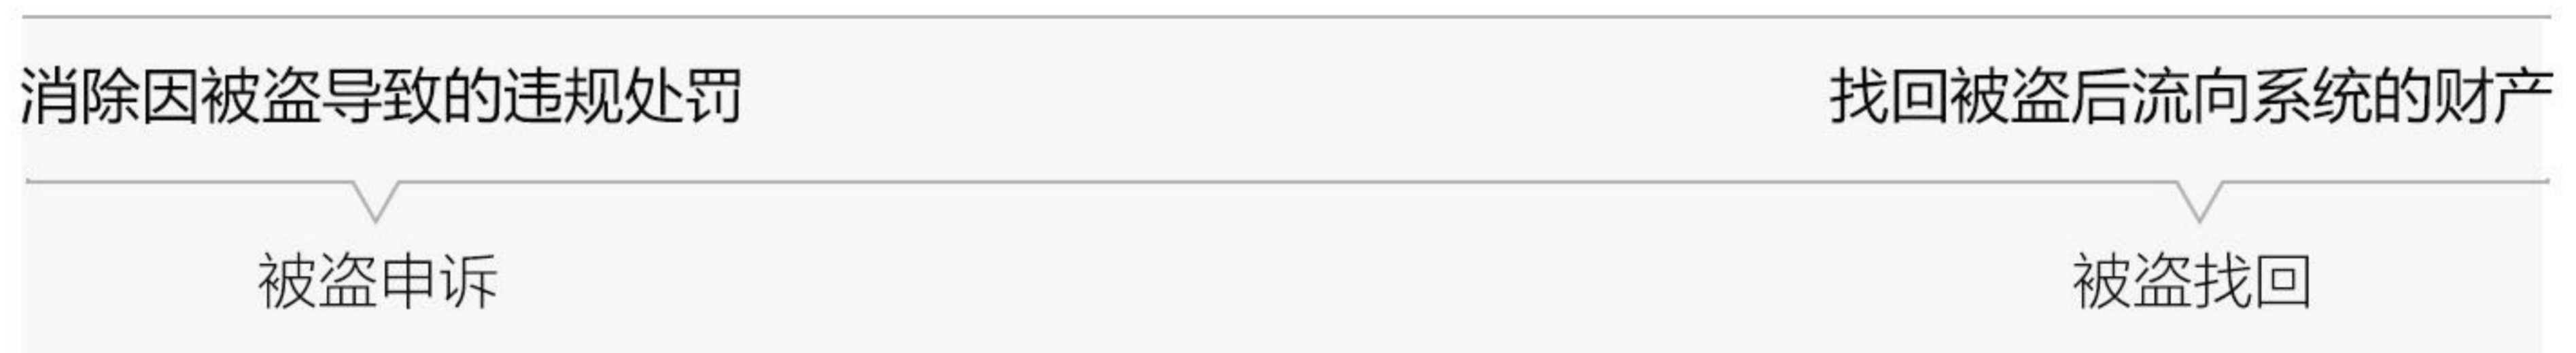 消除因被盗导致的违规处罚
找回被盗后流向系统的财产
被盗申诉
被盗找回